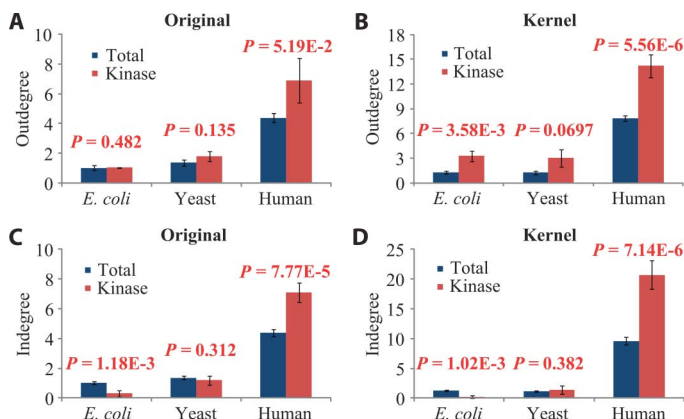 A
Original
Outdegree
10
8
6
4
2
0
Total
Kinase
P = 0.482
P = 0.135
P = 5.19E-2
E. coli
Yeast
Human
B
Kernel
Outdegree
18
15
12
9
6
3
0
Total
Kinase
P = 3.58E-3
P = 0.0697
P = 5.56E-6
E. coli
Yeast
Human
C
Original
Indegree
10
8
6
4
2
0
Total
Kinase
P = 1.18E-3
P = 0.312
P = 7.77E-5
E. coli
Yeast
Human
D
Kernel
Indegree
25
20
15
10
5
0
Total
Kinase
P = 1.02E-3
P = 0.382
P = 7.14E-6
E. coli
Yeast
Human